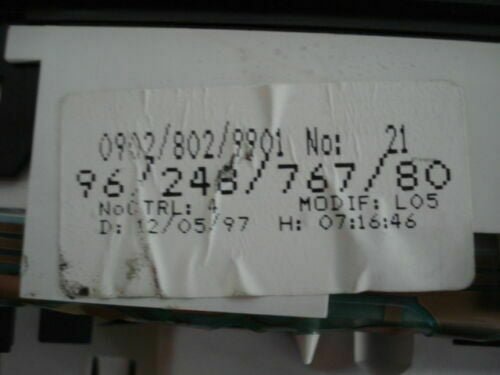 0902/802/9901 No: 21
96/248/767/80
NoCTRL: 4 MODIF: L05
D: 12/05/97 H: 07:16:46